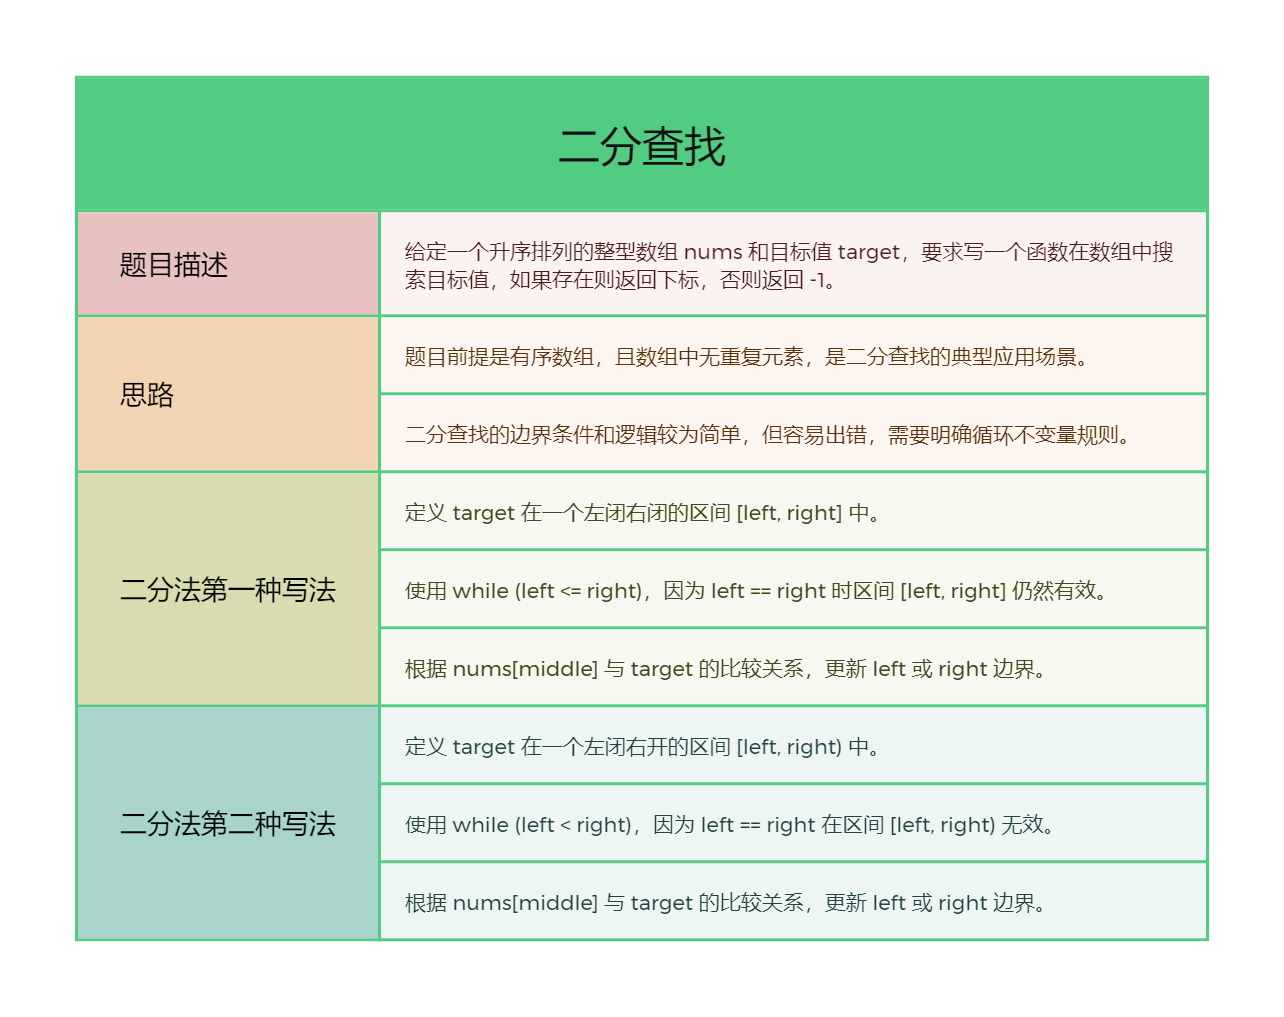 二分查找
题目描述
给定一个升序排列的整型数组 nums 和目标值 target，要求写一个函数在数组中搜
索目标值，如果存在则返回下标，否则返回 -1。
思路
题目前提是有序数组，且数组中无重复元素，是二分查找的典型应用场景。
二分查找的边界条件和逻辑较为简单，但容易出错，需要明确循环不变量规则。
二分法第一种写法
定义 target 在一个左闭右闭的区间 [left, right] 中。
使用 while (left <= right)，因为 left == right 时区间 [left, right] 仍然有效。
根据 nums[middle] 与 target 的比较关系，更新 left 或 right 边界。
二分法第二种写法
定义 target 在一个左闭右开的区间 [left, right) 中。
使用 while (left < right)，因为 left == right 在区间 [left, right) 无效。
根据 nums[middle] 与 target 的比较关系，更新 left 或 right 边界。